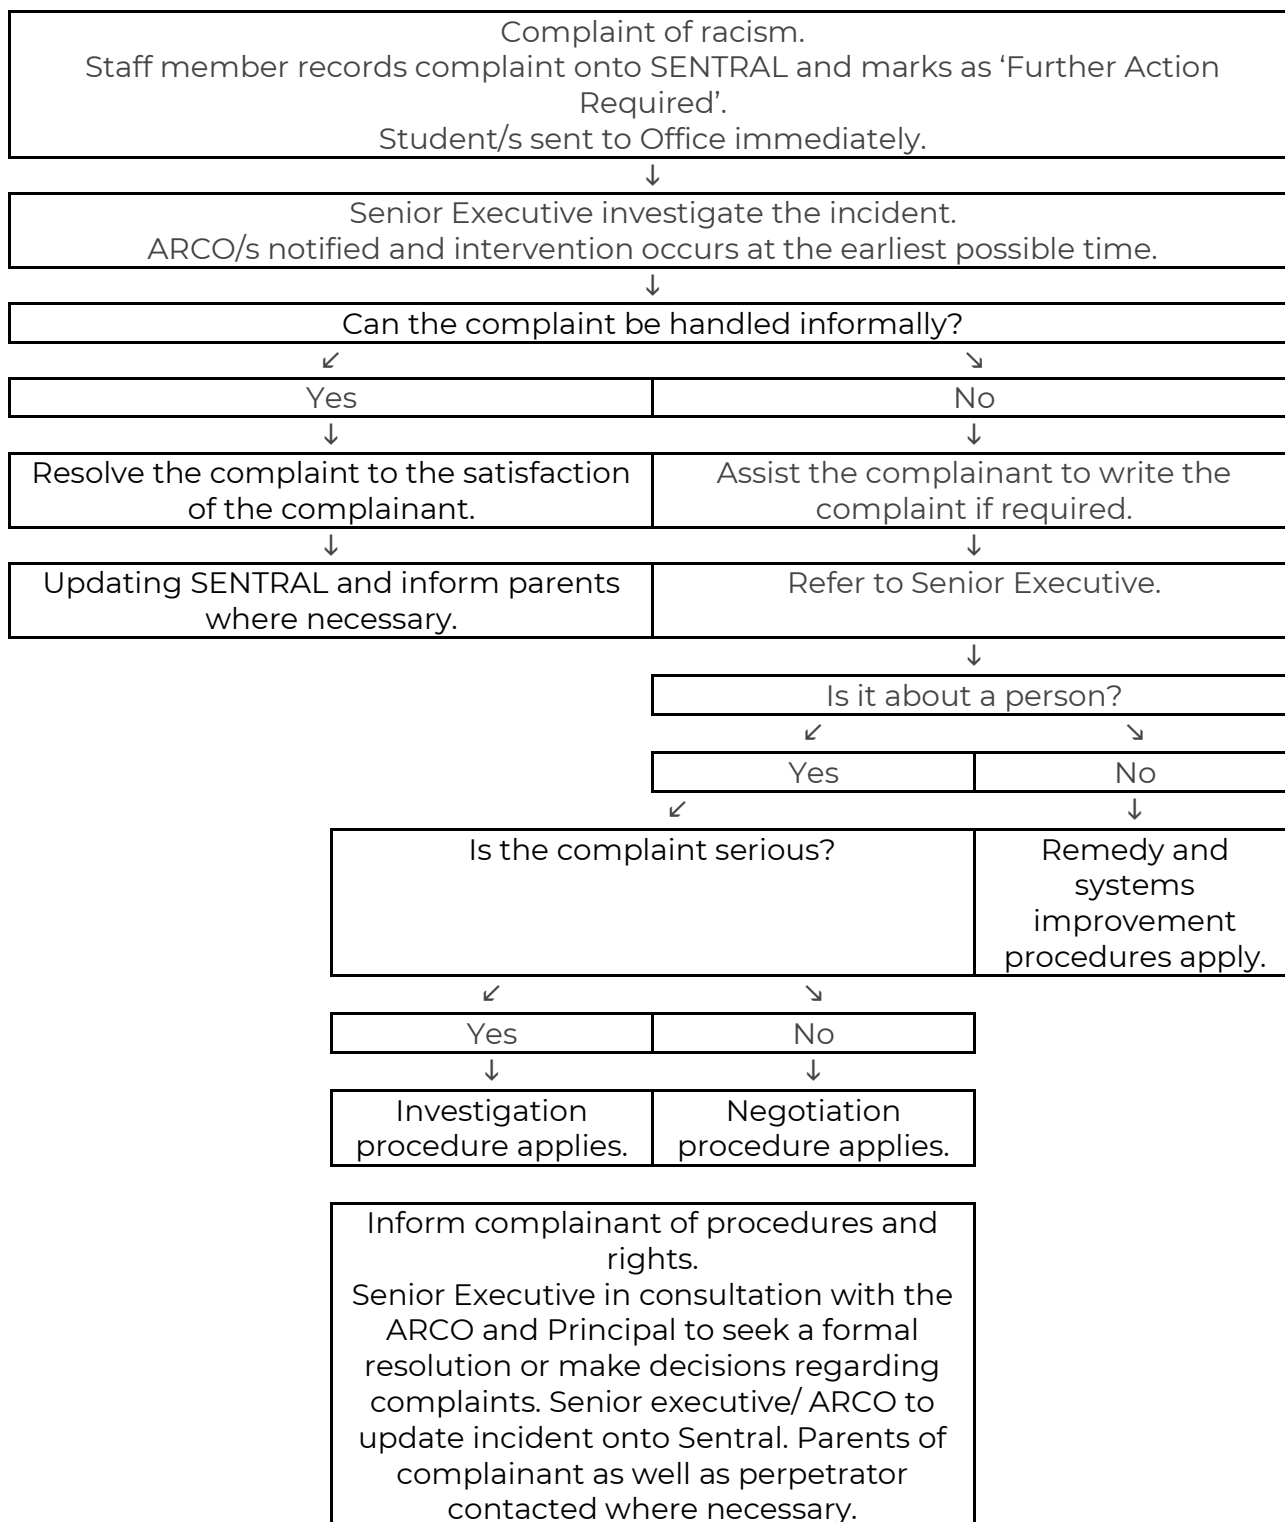 Complaint of racism.
Staff member records complaint onto SENTRAL and marks as ‘Further Action
Required’.
Student/s sent to Office immediately.
↓
Senior Executive investigate the incident.
ARCO/s notified and intervention occurs at the earliest possible time.
↓
Can the complaint be handled informally?
↙ ↘
Yes
No
↓ ↓
Resolve the complaint to the satisfaction
of the complainant.
Assist the complainant to write the
complaint if required.
↓ ↓
Updating SENTRAL and inform parents
where necessary.
Refer to Senior Executive.
↓
Is it about a person?
↙ ↘
Yes
No
↙ ↓
Is the complaint serious?
Remedy and
systems
improvement
procedures apply.
↙ ↘
Yes
No
↓ ↓
Investigation
procedure applies.
Negotiation
procedure applies.
Inform complainant of procedures and
rights.
Senior Executive in consultation with the
ARCO and Principal to seek a formal
resolution or make decisions regarding
complaints. Senior executive/ ARCO to
update incident onto Sentral. Parents of
complainant as well as perpetrator
contacted where necessary.